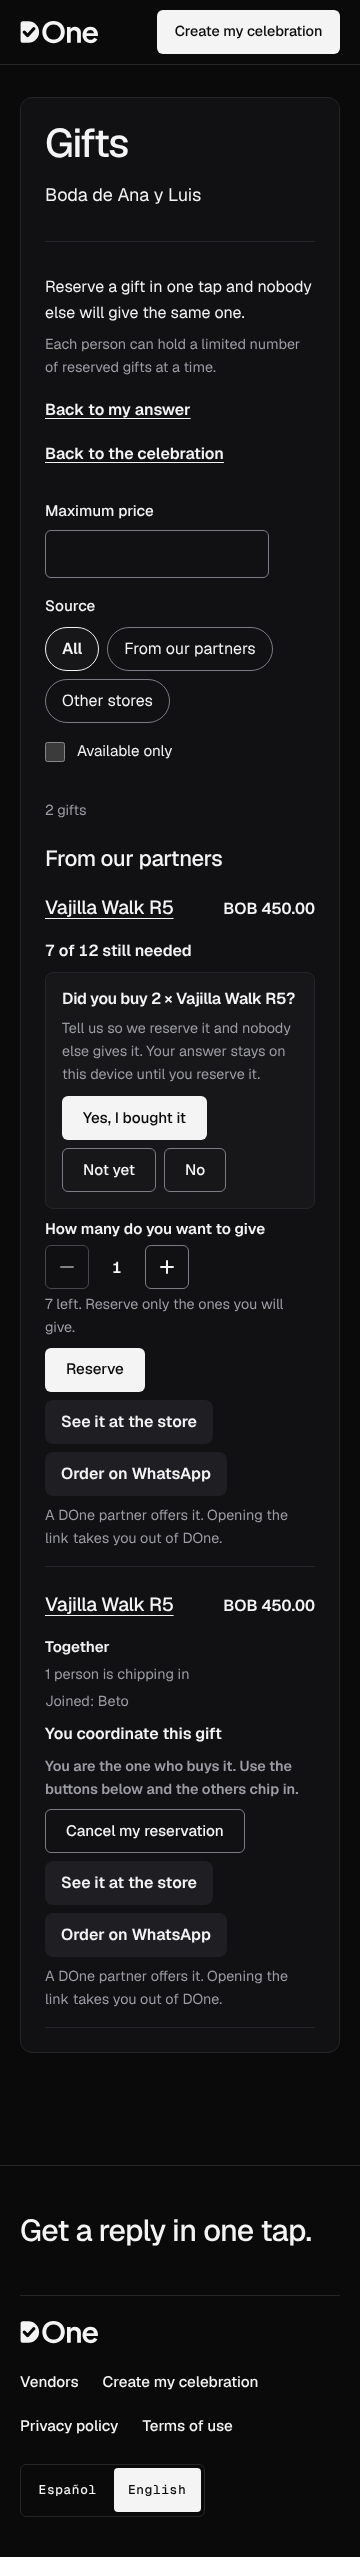 DOne
Create my celebration
Gifts
Boda de Ana y Luis
Reserve a gift in one tap and nobody
else will give the same one.
Each person can hold a limited number
of reserved gifts at a time.
Back to my answer
Back to the celebration
Maximum price
Source
All
From our partners
Other stores
Available only
2 gifts
From our partners
Vajilla Walk R5 BOB 450.00
7 of 12 still needed
Did you buy 2 × Vajilla Walk R5?
Tell us so we reserve it and nobody
else gives it. Your answer stays on
this device until you reserve it.
Yes, I bought it
Not yet No
How many do you want to give
− 1 +
7 left. Reserve only the ones you will
give.
Reserve
See it at the store
Order on WhatsApp
A DOne partner offers it. Opening the
link takes you out of DOne.
Vajilla Walk R5 BOB 450.00
Together
1 person is chipping in
Joined: Beto
You coordinate this gift
You are the one who buys it. Use the
buttons below and the others chip in.
Cancel my reservation
See it at the store
Order on WhatsApp
A DOne partner offers it. Opening the
link takes you out of DOne.
Get a reply in one tap.
DOne
Vendors Create my celebration
Privacy policy Terms of use
Español English